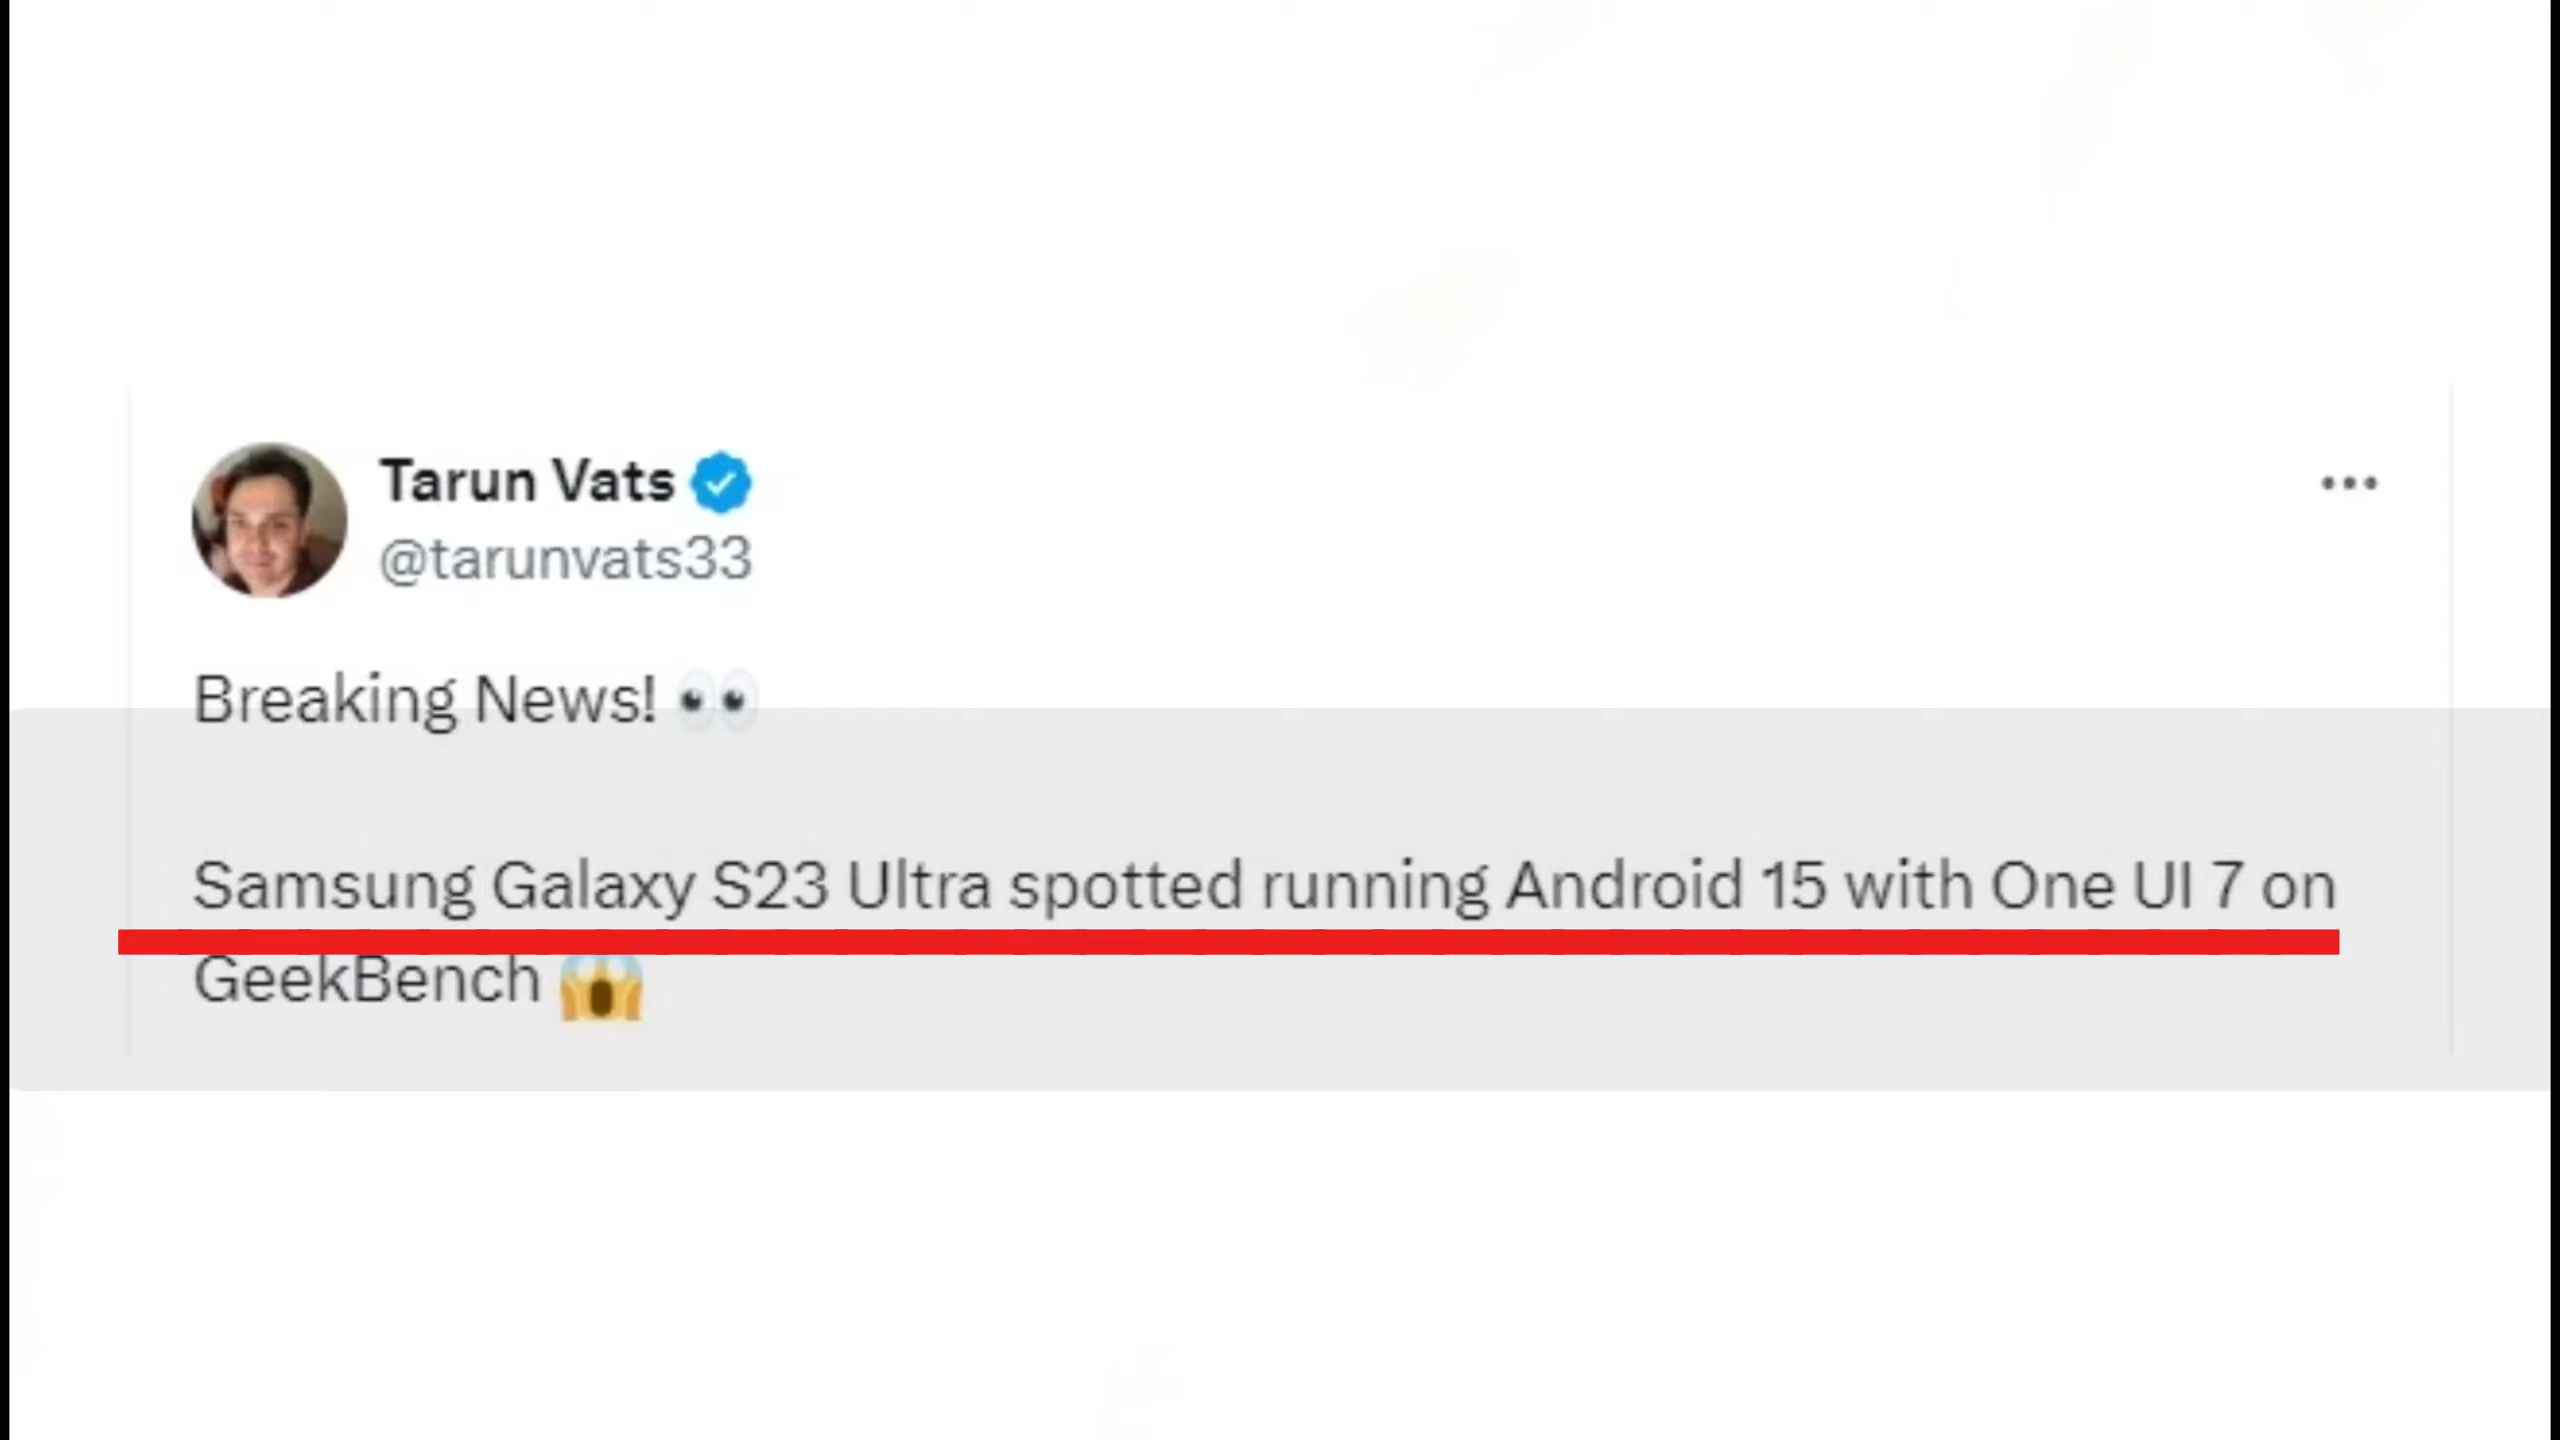 Tarun Vats
@tarunvats33
Breaking News! 👀
Samsung Galaxy S23 Ultra spotted running Android 15 with One UI 7 on
GeekBench 😱